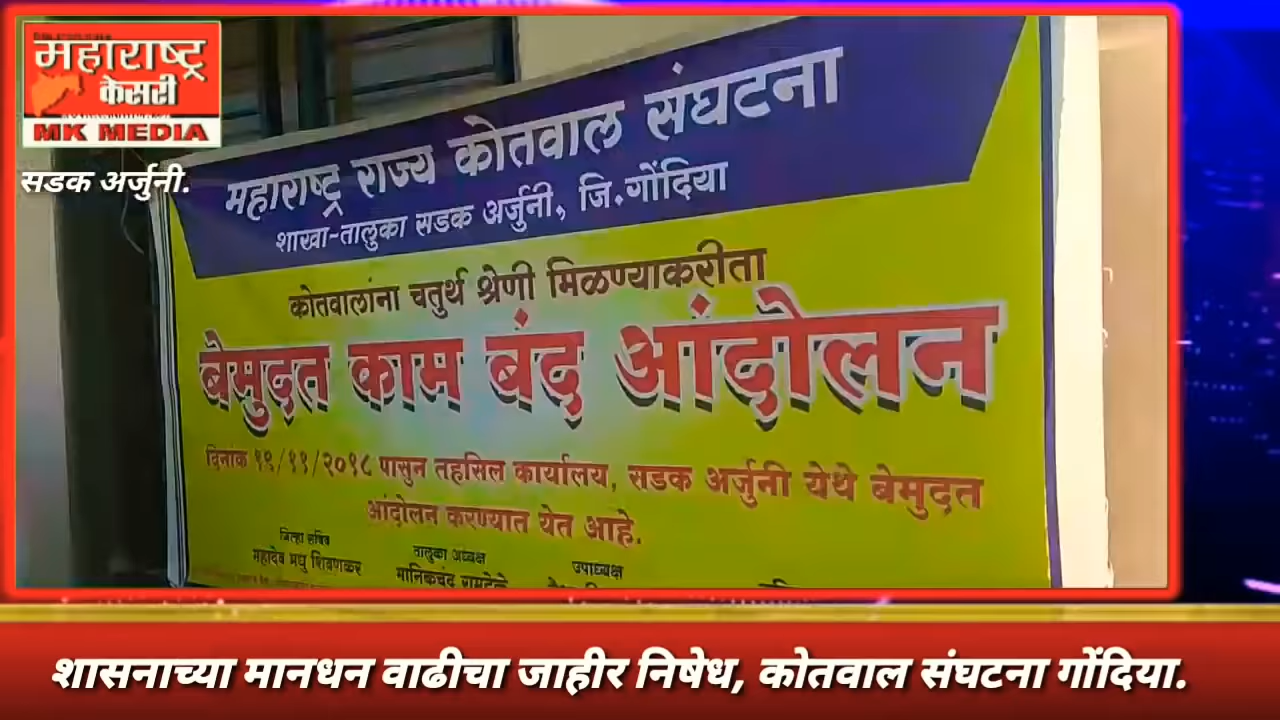 महाराष्ट्र
केसरी
MK MEDIA
सडक अर्जुनी.
महाराष्ट्र राज्य कोतवाल संघटना
शाखा-तालुका सडक अर्जुनी, जि.गोंदिया
कोतवालांना चतुर्थ श्रेणी मिळण्याकरीता
बेमुदत काम बंद आंदोलन
दिनांक १९/११/२०१८ पासुन तहसिल कार्यालय, सडक अर्जुनी येथे बेमुदत
आंदोलन करण्यात येत आहे.
जिल्हा सचिव
तालुका अध्यक्ष
उपाध्यक्ष
महादेव मधु शिवणकर
मानिकचंद रामटेके
शासनाच्या मानधन वाढीचा जाहीर निषेध, कोतवाल संघटना गोंदिया.